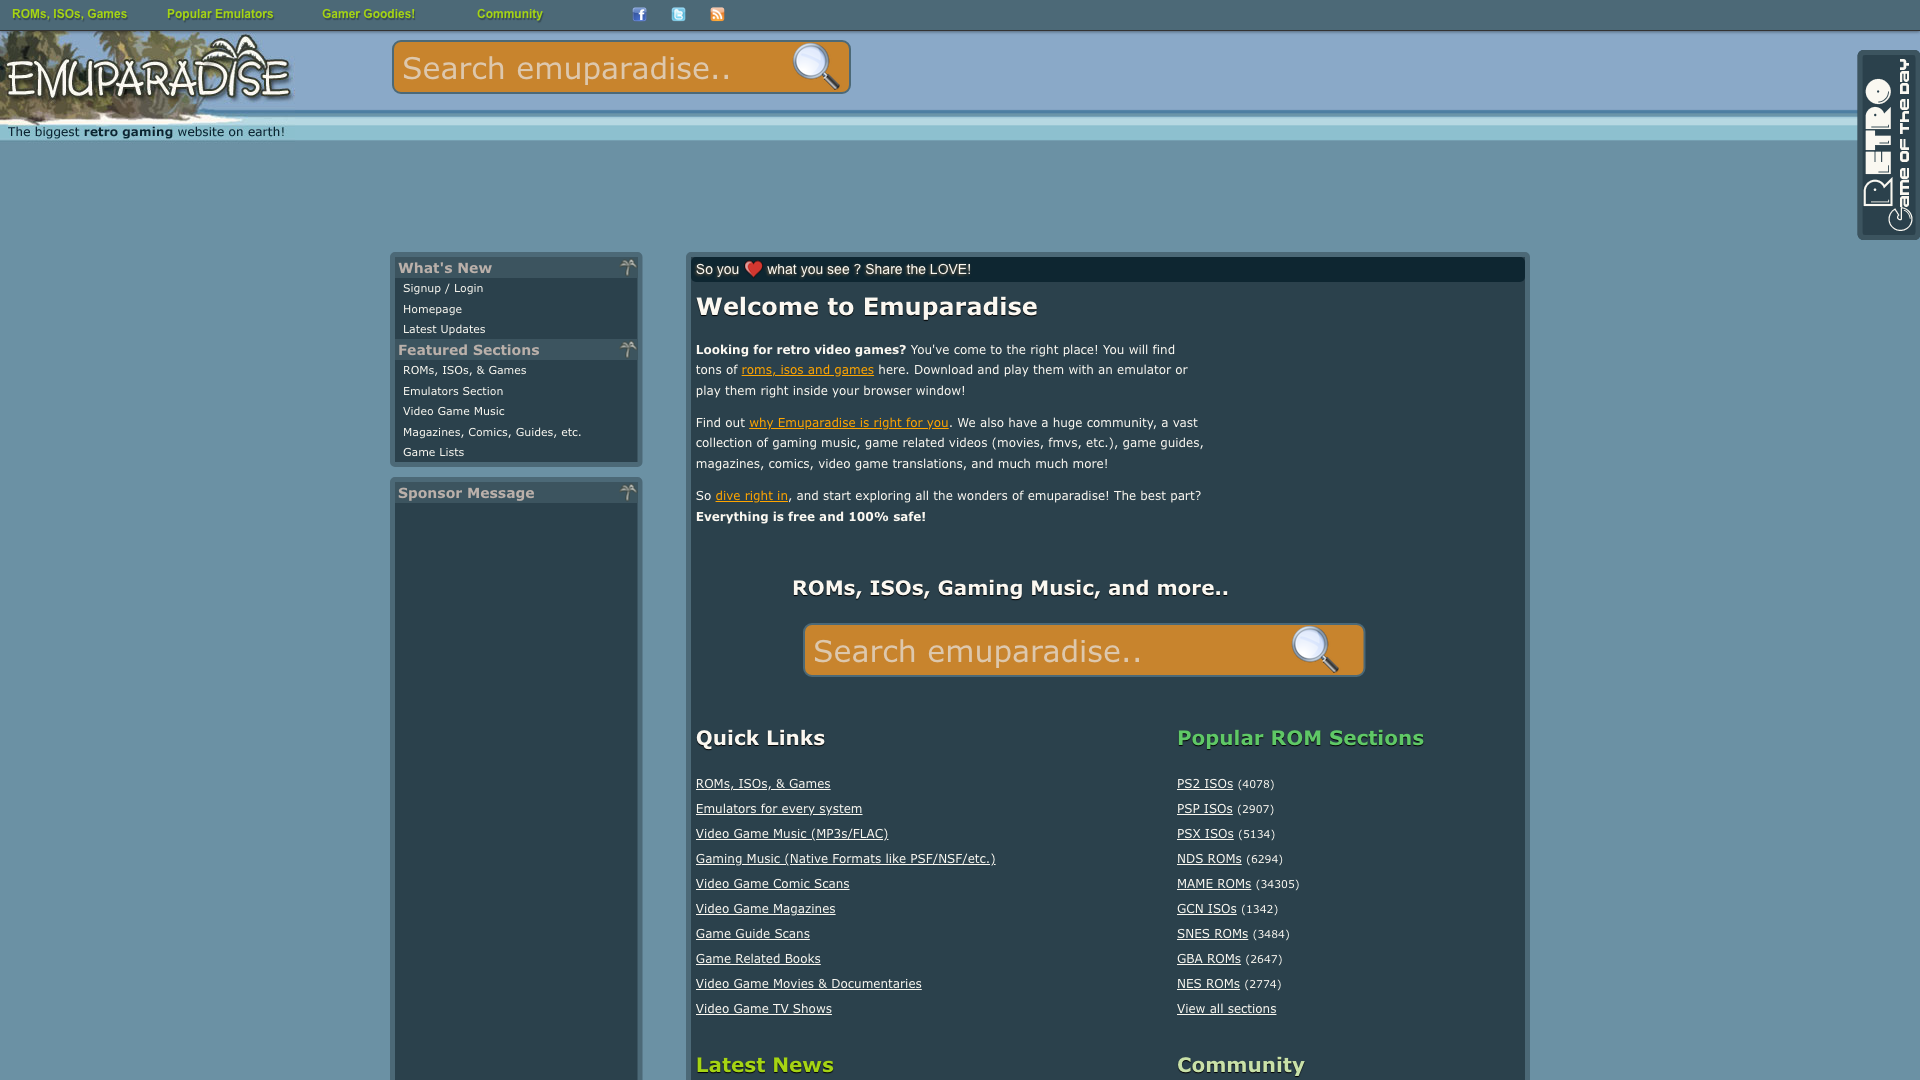 ROMs, ISOs, Games
Popular Emulators
Gamer Goodies!
Community
EMUPARADISE
Search emuparadise..
The biggest retro gaming website on earth!
RETRO
Game OF The DAY
What's New
Signup / Login
Homepage
Latest Updates
Featured Sections
ROMs, ISOs, & Games
Emulators Section
Video Game Music
Magazines, Comics, Guides, etc.
Game Lists
Sponsor Message
So you ❤ what you see ? Share the LOVE!
Welcome to Emuparadise
Looking for retro video games? You've come to the right place! You will find
tons of roms, isos and games here. Download and play them with an emulator or
play them right inside your browser window!
Find out why Emuparadise is right for you. We also have a huge community, a vast
collection of gaming music, game related videos (movies, fmvs, etc.), game guides,
magazines, comics, video game translations, and much much more!
So dive right in, and start exploring all the wonders of emuparadise! The best part?
Everything is free and 100% safe!
ROMs, ISOs, Gaming Music, and more..
Search emuparadise..
Quick Links
ROMs, ISOs, & Games
Emulators for every system
Video Game Music (MP3s/FLAC)
Gaming Music (Native Formats like PSF/NSF/etc.)
Video Game Comic Scans
Video Game Magazines
Game Guide Scans
Game Related Books
Video Game Movies & Documentaries
Video Game TV Shows
Popular ROM Sections
PS2 ISOs (4078)
PSP ISOs (2907)
PSX ISOs (5134)
NDS ROMs (6294)
MAME ROMs (34305)
GCN ISOs (1342)
SNES ROMs (3484)
GBA ROMs (2647)
NES ROMs (2774)
View all sections
Latest News
Community